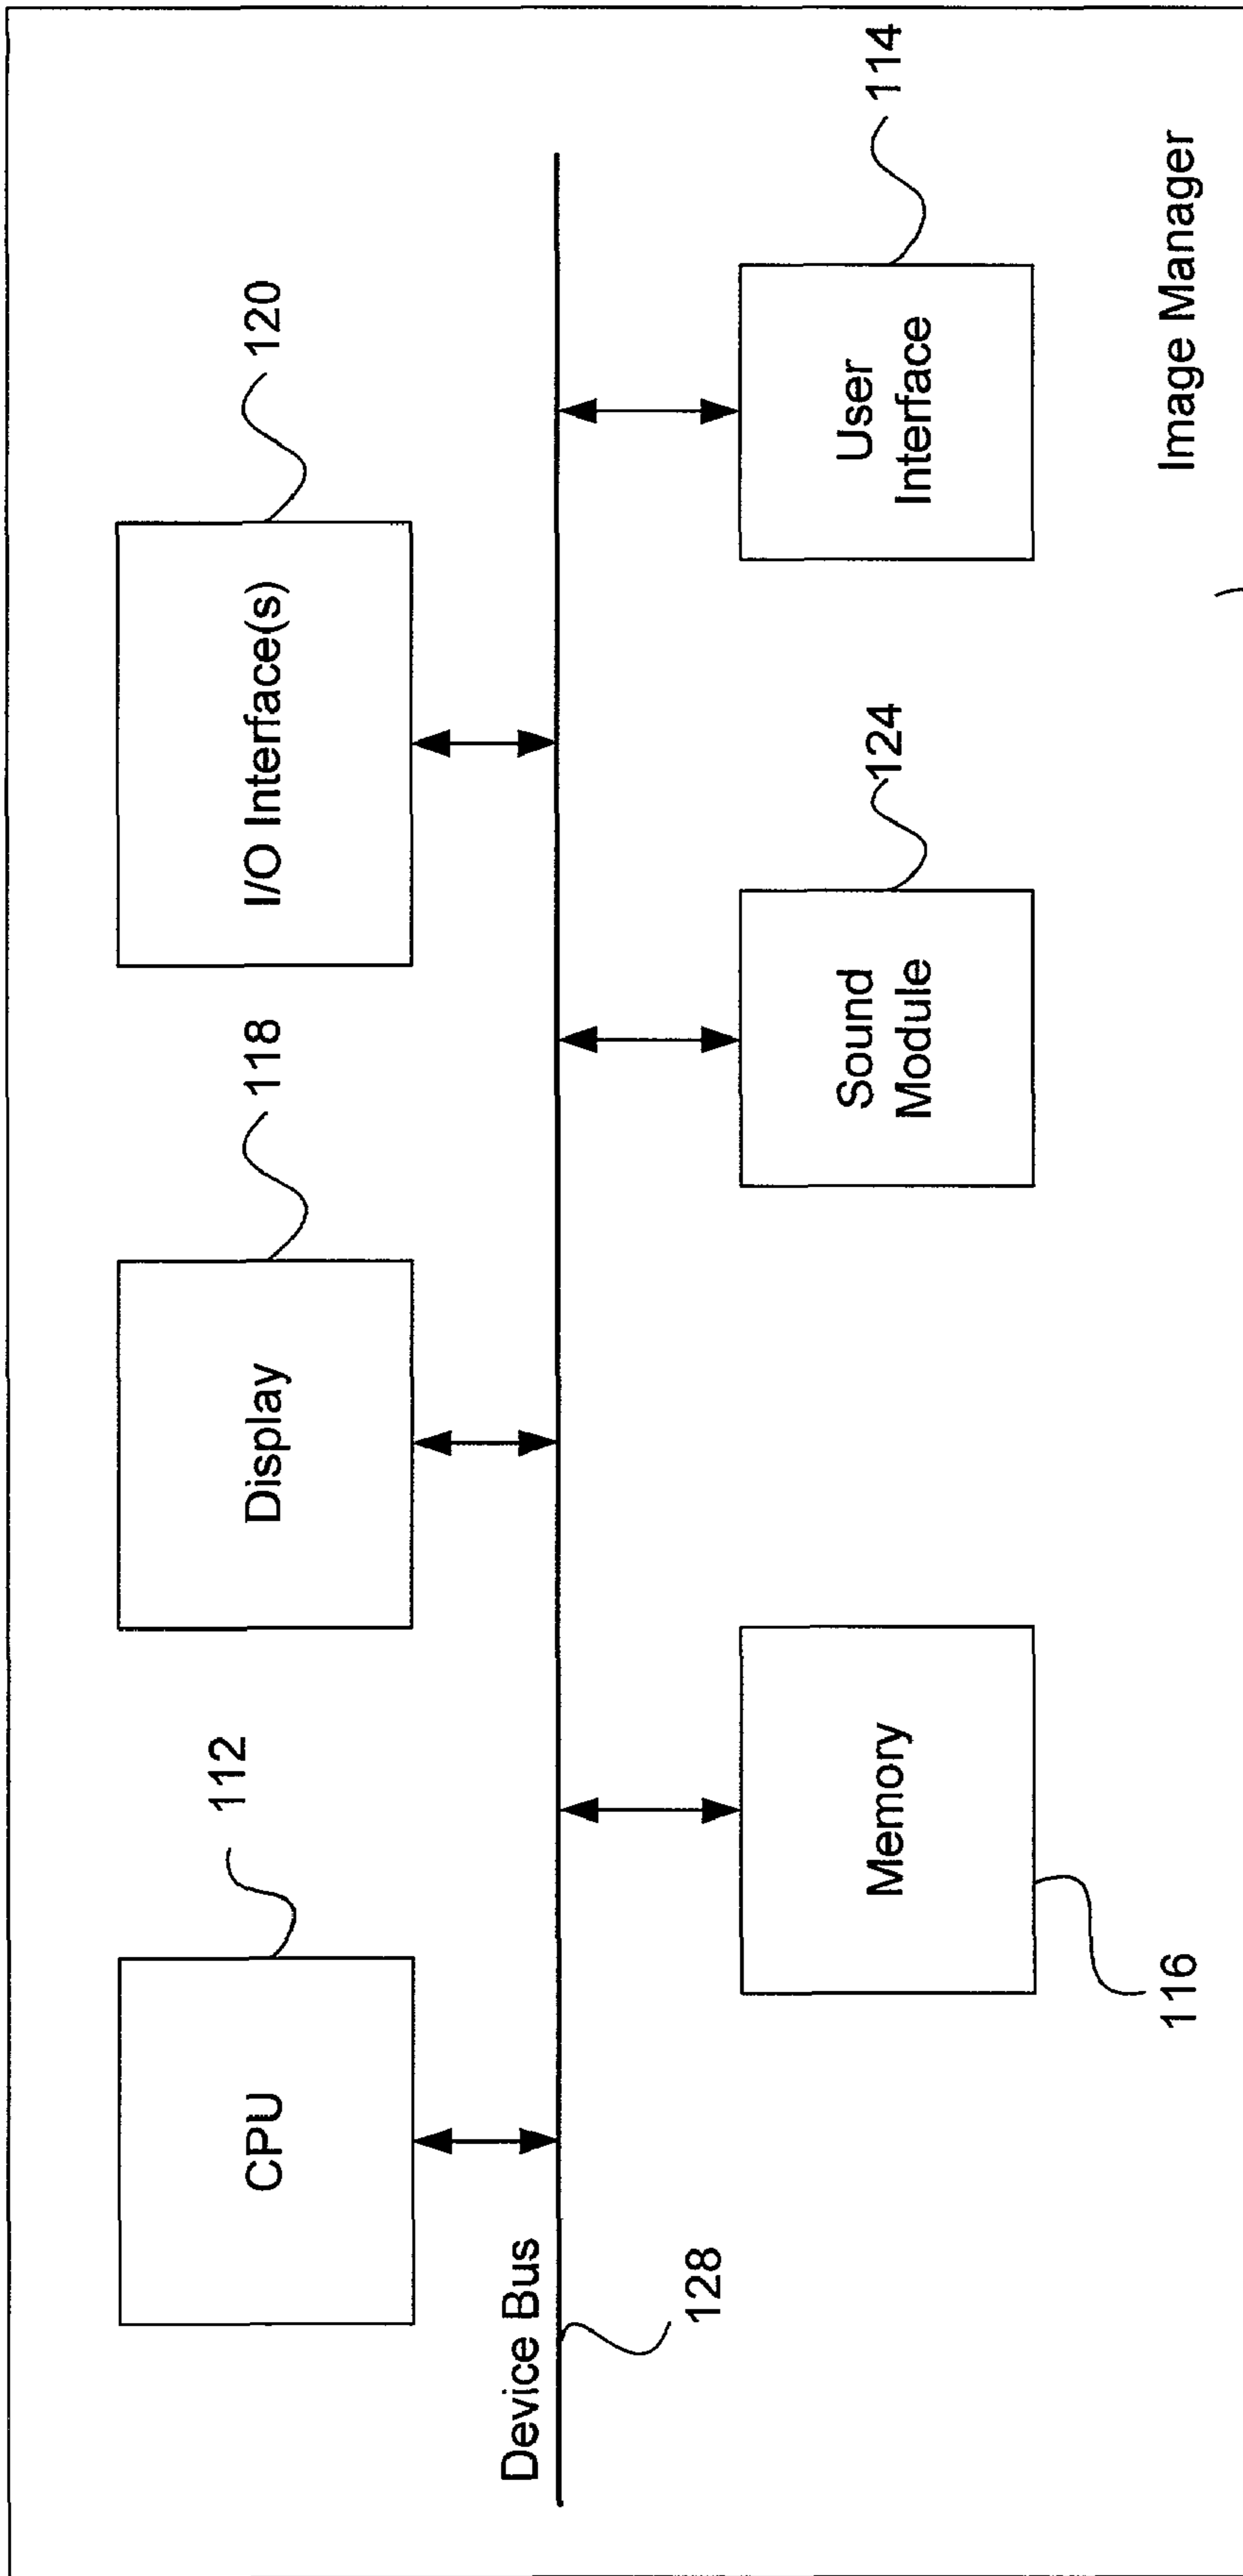 112
118
120
CPU
Display
I/O Interface(s)
Device Bus
128
Memory
Sound
Module
User
Interface
116
124
114
Image Manager